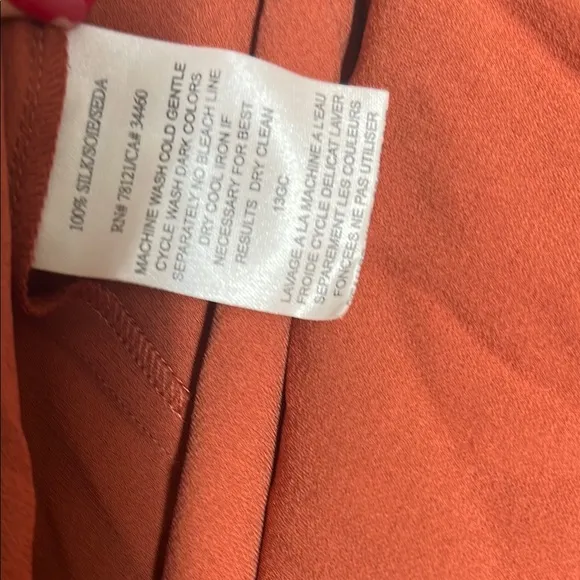 100% SILK/SOIE/SEDA
RN# 78121/CA# 34460
MACHINE WASH COLD GENTLE
CYCLE WASH DARK COLORS
SEPARATELY NO BLEACH LINE
DRY COOL IRON IF
NECESSARY FOR BEST
RESULTS DRY CLEAN
13GC
LAVAGE A LA MACHINE A L'EAU
FROIDE CYCLE DELICAT LAVER
SEPAREMENT LES COULEURS
FONCEES NE PAS UTILISER